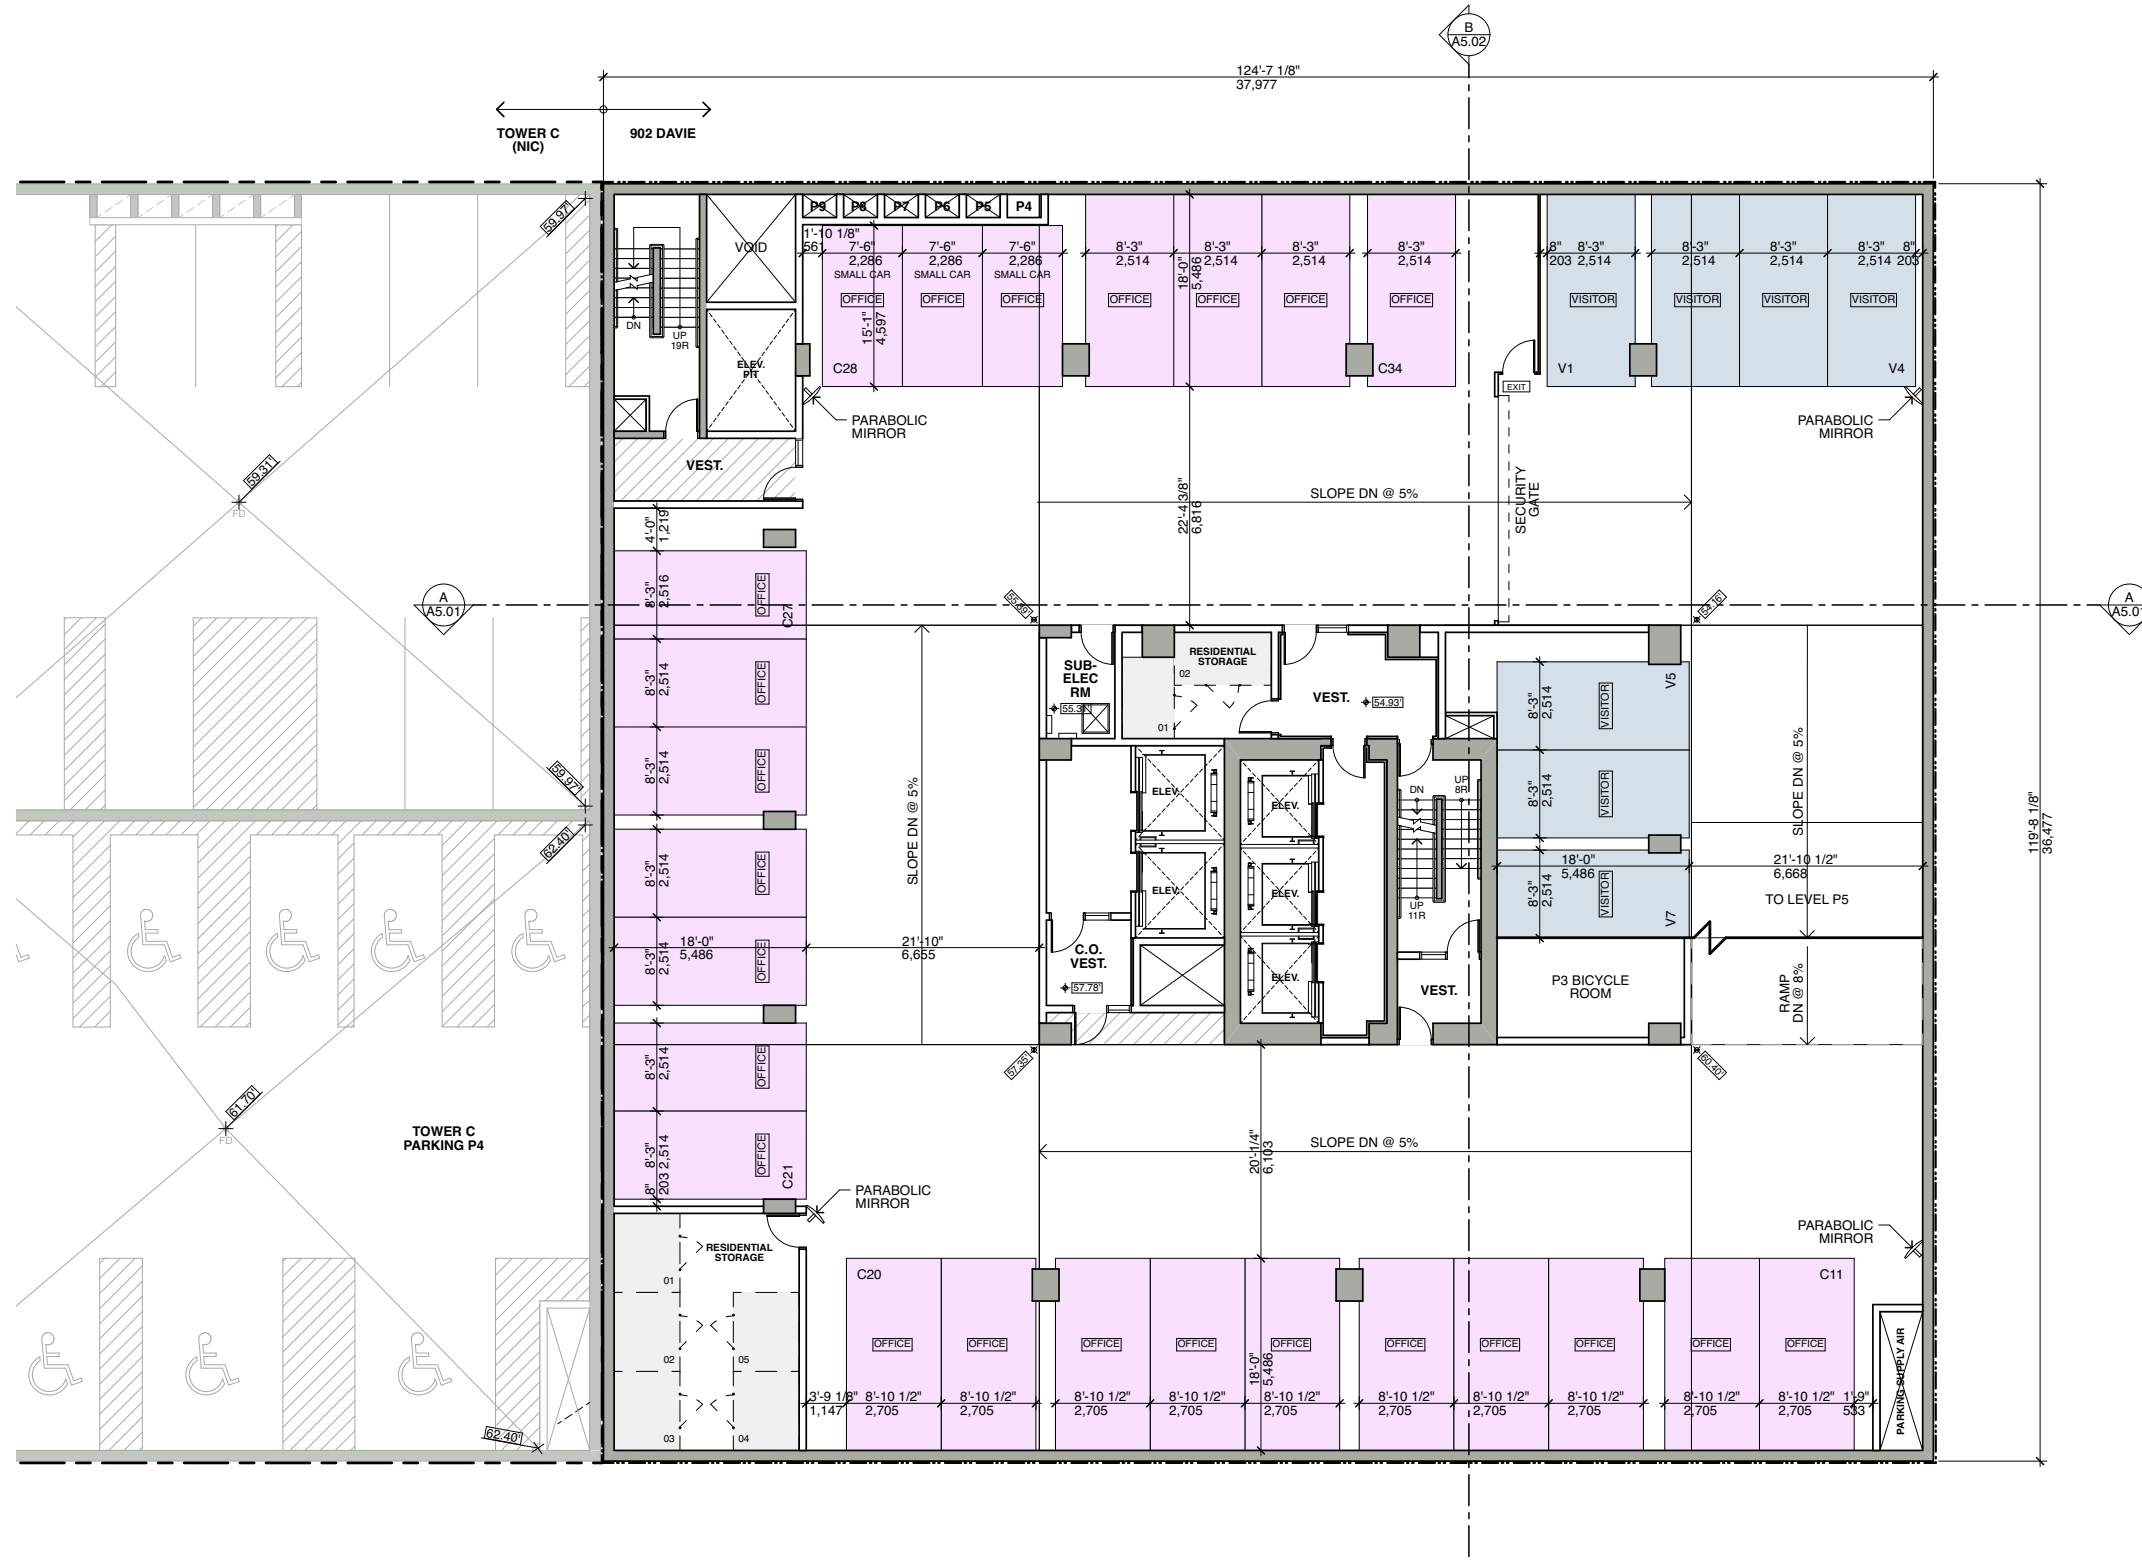 B
A5.02
124'-7 1/8"
37,977
TOWER C
(NIC)
902 DAVIE
59.97'
P9
P8
P7
P6
P5
P4
VOID
1'-10 1/8"
561
7'-6"
2,286
SMALL CAR
OFFICE
7'-6"
2,286
SMALL CAR
OFFICE
7'-6"
2,286
SMALL CAR
OFFICE
8'-3"
2,514
OFFICE
8'-3"
2,514
OFFICE
8'-3"
2,514
OFFICE
8'-3"
2,514
OFFICE
18'-0"
5,486
15'-1"
4,597
8"
203
8'-3"
2,514
VISITOR
8'-3"
2,514
VISITOR
8'-3"
2,514
VISITOR
8'-3"
2,514
VISITOR
8"
203
DN
UP
19R
ELEV.
PIT
C28
C34
V1
V4
EXIT
PARABOLIC
MIRROR
PARABOLIC
MIRROR
VEST.
59.31'
FD
SLOPE DN @ 5%
22'-4 3/8"
6,816
SECURITY
GATE
4'-0"
1,219
8'-3"
2,516
OFFICE
C27
A
A5.01
55.89'
54.16'
A
A5.01
8'-3"
2,514
OFFICE
8'-3"
2,514
OFFICE
8'-3"
2,514
OFFICE
8'-3"
2,514
OFFICE
8'-3"
2,514
OFFICE
8'-3"
2,514
OFFICE
C21
8"
203
18'-0"
5,486
21'-10"
6,655
SLOPE DN @ 5%
SUB-
ELEC
RM
RESIDENTIAL
STORAGE
02
01
VEST.
54.93'
ELEV.
ELEV.
ELEV.
ELEV.
ELEV.
DN
UP
8R
UP
11R
C.O.
VEST.
57.78'
VEST.
V5
8'-3"
2,514
VISITOR
8'-3"
2,514
VISITOR
8'-3"
2,514
VISITOR
V7
18'-0"
5,486
21'-10 1/2"
6,668
SLOPE DN @ 5%
TO LEVEL P5
P3 BICYCLE
ROOM
RAMP
DN @ 8%
119'-8 1/8"
36,477
59.97'
62.40'
57.35'
60.40'
61.70'
FD
TOWER C
PARKING P4
SLOPE DN @ 5%
20'-1/4"
6,103
PARABOLIC
MIRROR
PARABOLIC
MIRROR
RESIDENTIAL
STORAGE
01
02
05
03
04
C20
C11
OFFICE
OFFICE
OFFICE
OFFICE
OFFICE
OFFICE
OFFICE
OFFICE
OFFICE
OFFICE
18'-0"
5,486
3'-9 1/8"
1,147
8'-10 1/2"
2,705
8'-10 1/2"
2,705
8'-10 1/2"
2,705
8'-10 1/2"
2,705
8'-10 1/2"
2,705
8'-10 1/2"
2,705
8'-10 1/2"
2,705
8'-10 1/2"
2,705
8'-10 1/2"
2,705
8'-10 1/2"
2,705
1'-9"
533
PARKING SUPPLY AIR
62.40'